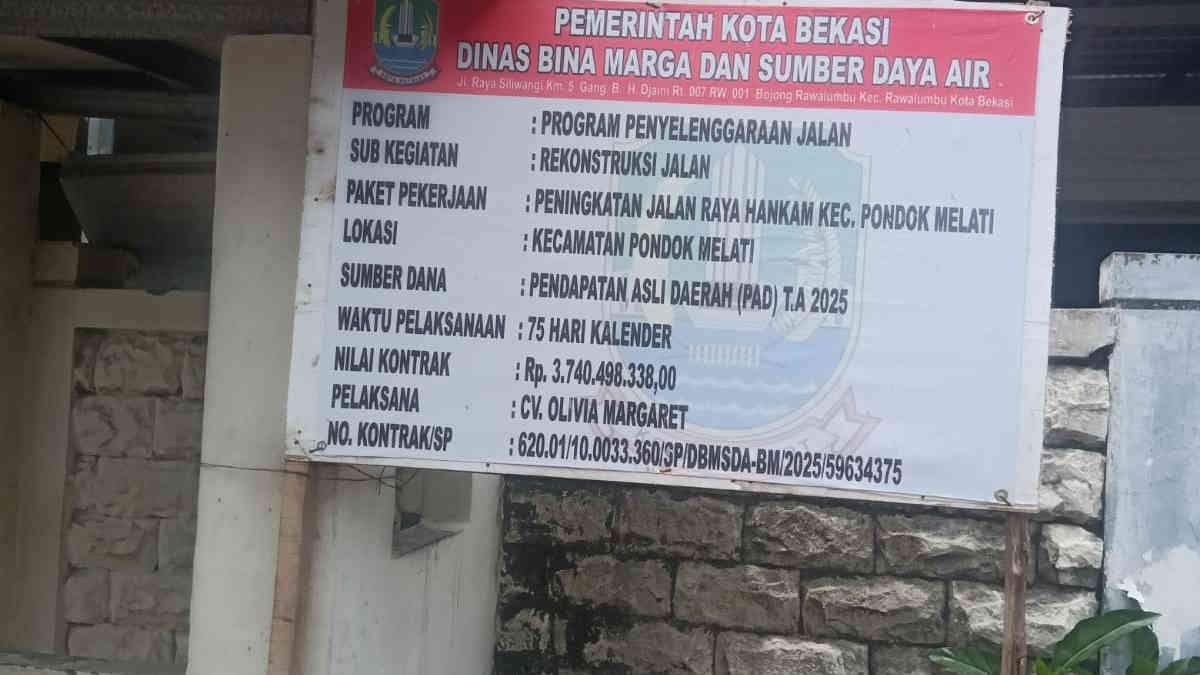 PEMERINTAH KOTA BEKASI
DINAS BINA MARGA DAN SUMBER DAYA AIR
Jl. Raya Siliwangi Km. 5 Gang. B. H. Djaini Rt. 007 RW. 001 Bojong Rawalumbu Kec. Rawalumbu Kota Bekasi
PROGRAM : PROGRAM PENYELENGGARAAN JALAN
SUB KEGIATAN : REKONSTRUKSI JALAN
PAKET PEKERJAAN : PENINGKATAN JALAN RAYA HANKAM KEC. PONDOK MELATI
LOKASI : KECAMATAN PONDOK MELATI
SUMBER DANA : PENDAPATAN ASLI DAERAH (PAD) T.A 2025
WAKTU PELAKSANAAN : 75 HARI KALENDER
NILAI KONTRAK : Rp. 3.740.498.338,00
PELAKSANA : CV. OLIVIA MARGARET
NO. KONTRAK/SP : 620.01/10.0033.360/SP/DBMSDA-BM/2025/59634375